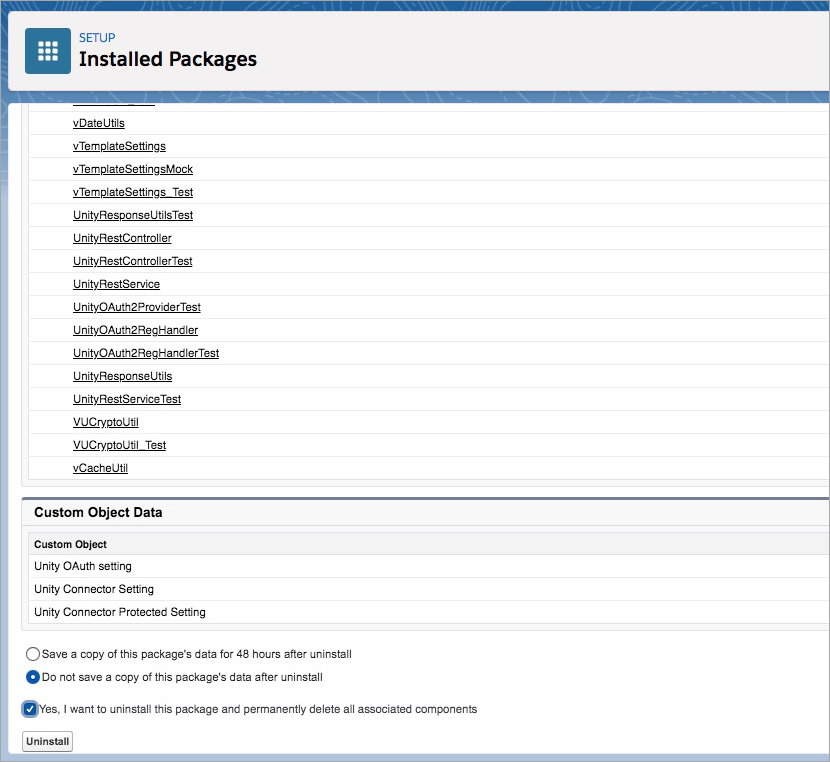 SETUP
Installed Packages
vDateUtils
vTemplateSettings
vTemplateSettingsMock
vTemplateSettings_Test
UnityResponseUtilsTest
UnityRestController
UnityRestControllerTest
UnityRestService
UnityOAuth2ProviderTest
UnityOAuth2RegHandler
UnityOAuth2RegHandlerTest
UnityResponseUtils
UnityRestServiceTest
VUCryptoUtil
VUCryptoUtil_Test
vCacheUtil
Custom Object Data
Custom Object
Unity OAuth setting
Unity Connector Setting
Unity Connector Protected Setting
Save a copy of this package's data for 48 hours after uninstall
Do not save a copy of this package's data after uninstall
Yes, I want to uninstall this package and permanently delete all associated components
Uninstall